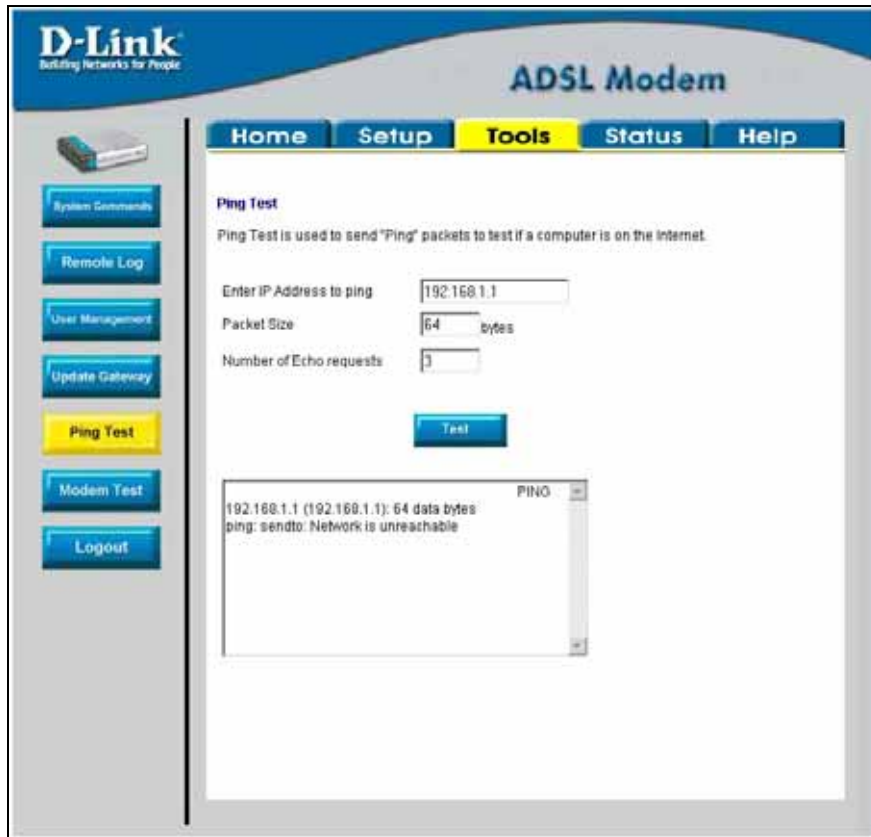 D-Link
Building Networks for People
ADSL Modem
Home Setup Tools Status Help
System Commands
Remote Log
User Management
Update Gateway
Ping Test
Modem Test
Logout
Ping Test
Ping Test is used to send "Ping" packets to test if a computer is on the Internet.
Enter IP Address to ping 192.168.1.1
Packet Size 64 bytes
Number of Echo requests 3
Test
PING
192.168.1.1 (192.168.1.1): 64 data bytes
ping: sendto: Network is unreachable